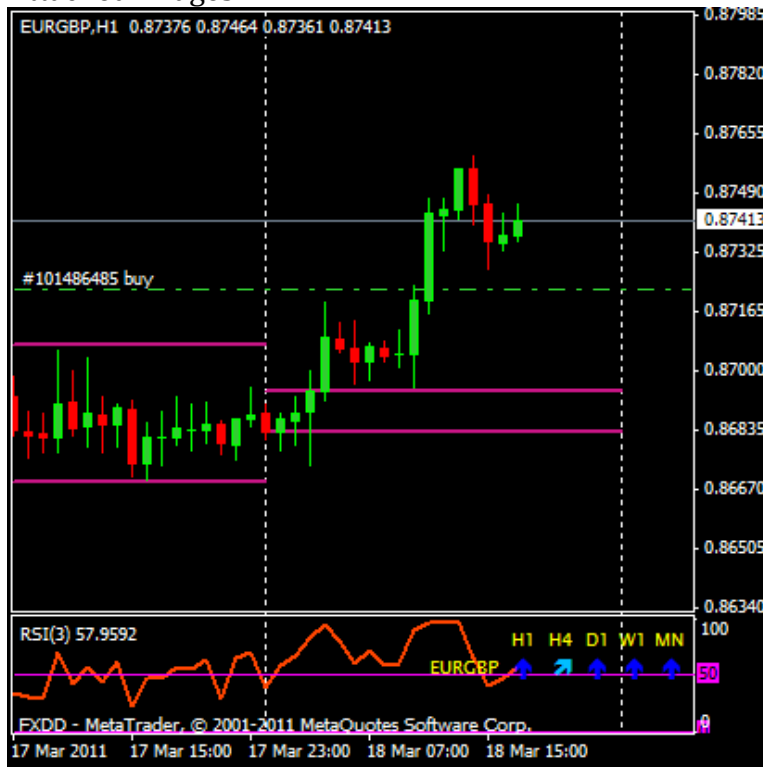 EURGBP,H1 0.87376 0.87464 0.87361 0.87413
0.87985
0.87820
0.87655
0.87490
0.87413
0.87325
#101486485 buy
0.87165
0.87000
0.86835
0.86670
0.86505
0.86340
RSI(3) 57.9592
100
H1 H4 D1 W1 MN
EURGBP
50
0
FXDD - MetaTrader, © 2001-2011 MetaQuotes Software Corp.
17 Mar 2011 17 Mar 15:00 17 Mar 23:00 18 Mar 07:00 18 Mar 15:00